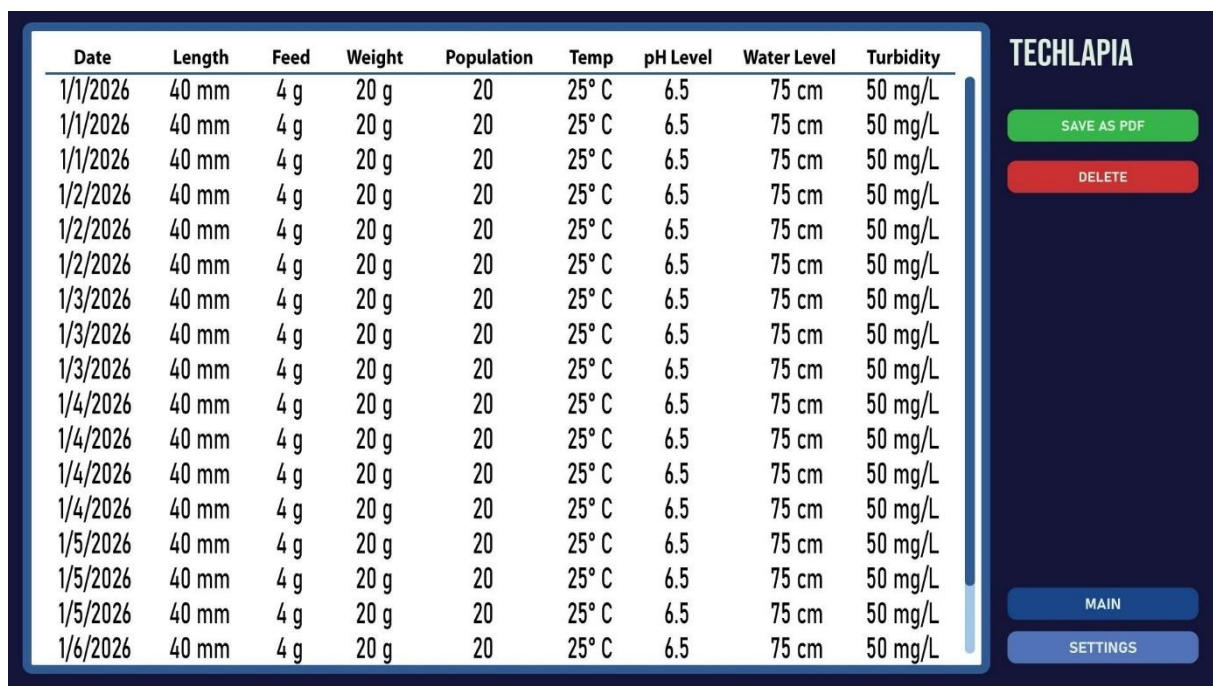 Date Length Feed Weight Population Temp pH Level Water Level Turbidity
1/1/2026 40 mm 4 g 20 g 20 25° C 6.5 75 cm 50 mg/L
1/1/2026 40 mm 4 g 20 g 20 25° C 6.5 75 cm 50 mg/L
1/1/2026 40 mm 4 g 20 g 20 25° C 6.5 75 cm 50 mg/L
1/2/2026 40 mm 4 g 20 g 20 25° C 6.5 75 cm 50 mg/L
1/2/2026 40 mm 4 g 20 g 20 25° C 6.5 75 cm 50 mg/L
1/2/2026 40 mm 4 g 20 g 20 25° C 6.5 75 cm 50 mg/L
1/3/2026 40 mm 4 g 20 g 20 25° C 6.5 75 cm 50 mg/L
1/3/2026 40 mm 4 g 20 g 20 25° C 6.5 75 cm 50 mg/L
1/3/2026 40 mm 4 g 20 g 20 25° C 6.5 75 cm 50 mg/L
1/4/2026 40 mm 4 g 20 g 20 25° C 6.5 75 cm 50 mg/L
1/4/2026 40 mm 4 g 20 g 20 25° C 6.5 75 cm 50 mg/L
1/4/2026 40 mm 4 g 20 g 20 25° C 6.5 75 cm 50 mg/L
1/4/2026 40 mm 4 g 20 g 20 25° C 6.5 75 cm 50 mg/L
1/5/2026 40 mm 4 g 20 g 20 25° C 6.5 75 cm 50 mg/L
1/5/2026 40 mm 4 g 20 g 20 25° C 6.5 75 cm 50 mg/L
1/5/2026 40 mm 4 g 20 g 20 25° C 6.5 75 cm 50 mg/L
1/6/2026 40 mm 4 g 20 g 20 25° C 6.5 75 cm 50 mg/L
TECHLAPIA
SAVE AS PDF
DELETE
MAIN
SETTINGS